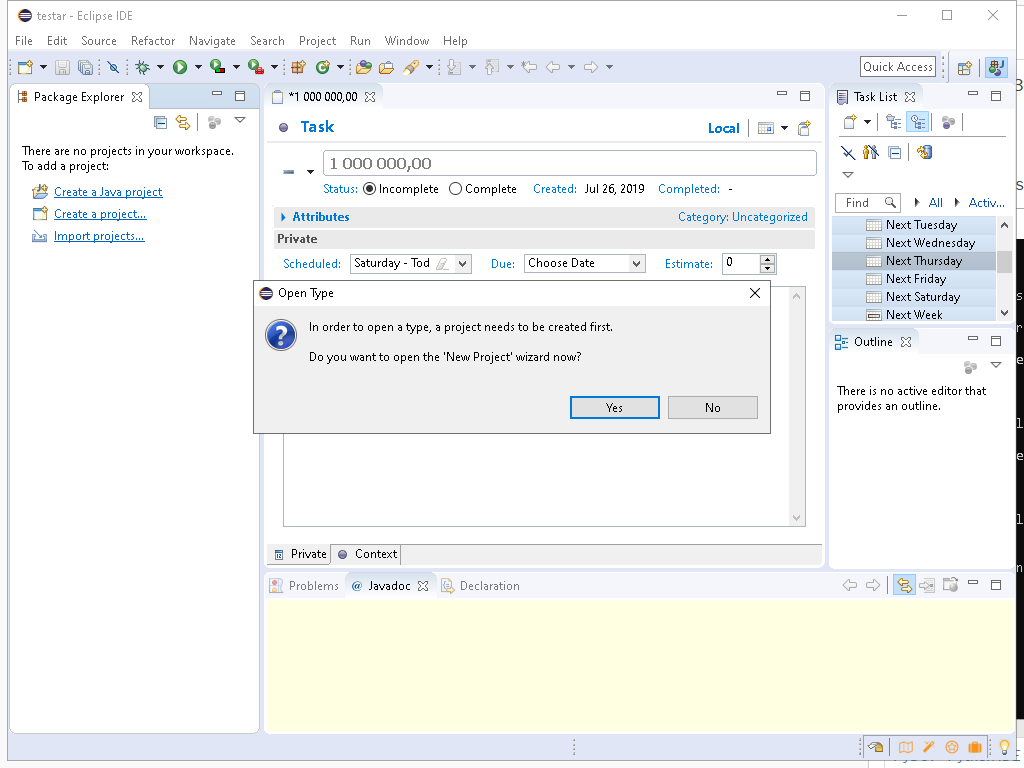 testar - Eclipse IDE
File Edit Source Refactor Navigate Search Project Run Window Help
Quick Access
Package Explorer
There are no projects in your workspace.
To add a project:
Create a Java project
Create a project...
Import projects...
*1 000 000,00
Task
Local
1 000 000,00
Status: Incomplete Complete Created: Jul 26, 2019 Completed: -
Attributes
Category: Uncategorized
Private
Scheduled: Saturday - Tod Due: Choose Date Estimate: 0
Open Type
In order to open a type, a project needs to be created first.
Do you want to open the 'New Project' wizard now?
Yes
No
Private Context
Problems @ Javadoc Declaration
Task List
Find All Activ...
Next Tuesday
Next Wednesday
Next Thursday
Next Friday
Next Saturday
Next Week
Outline
There is no active editor that
provides an outline.